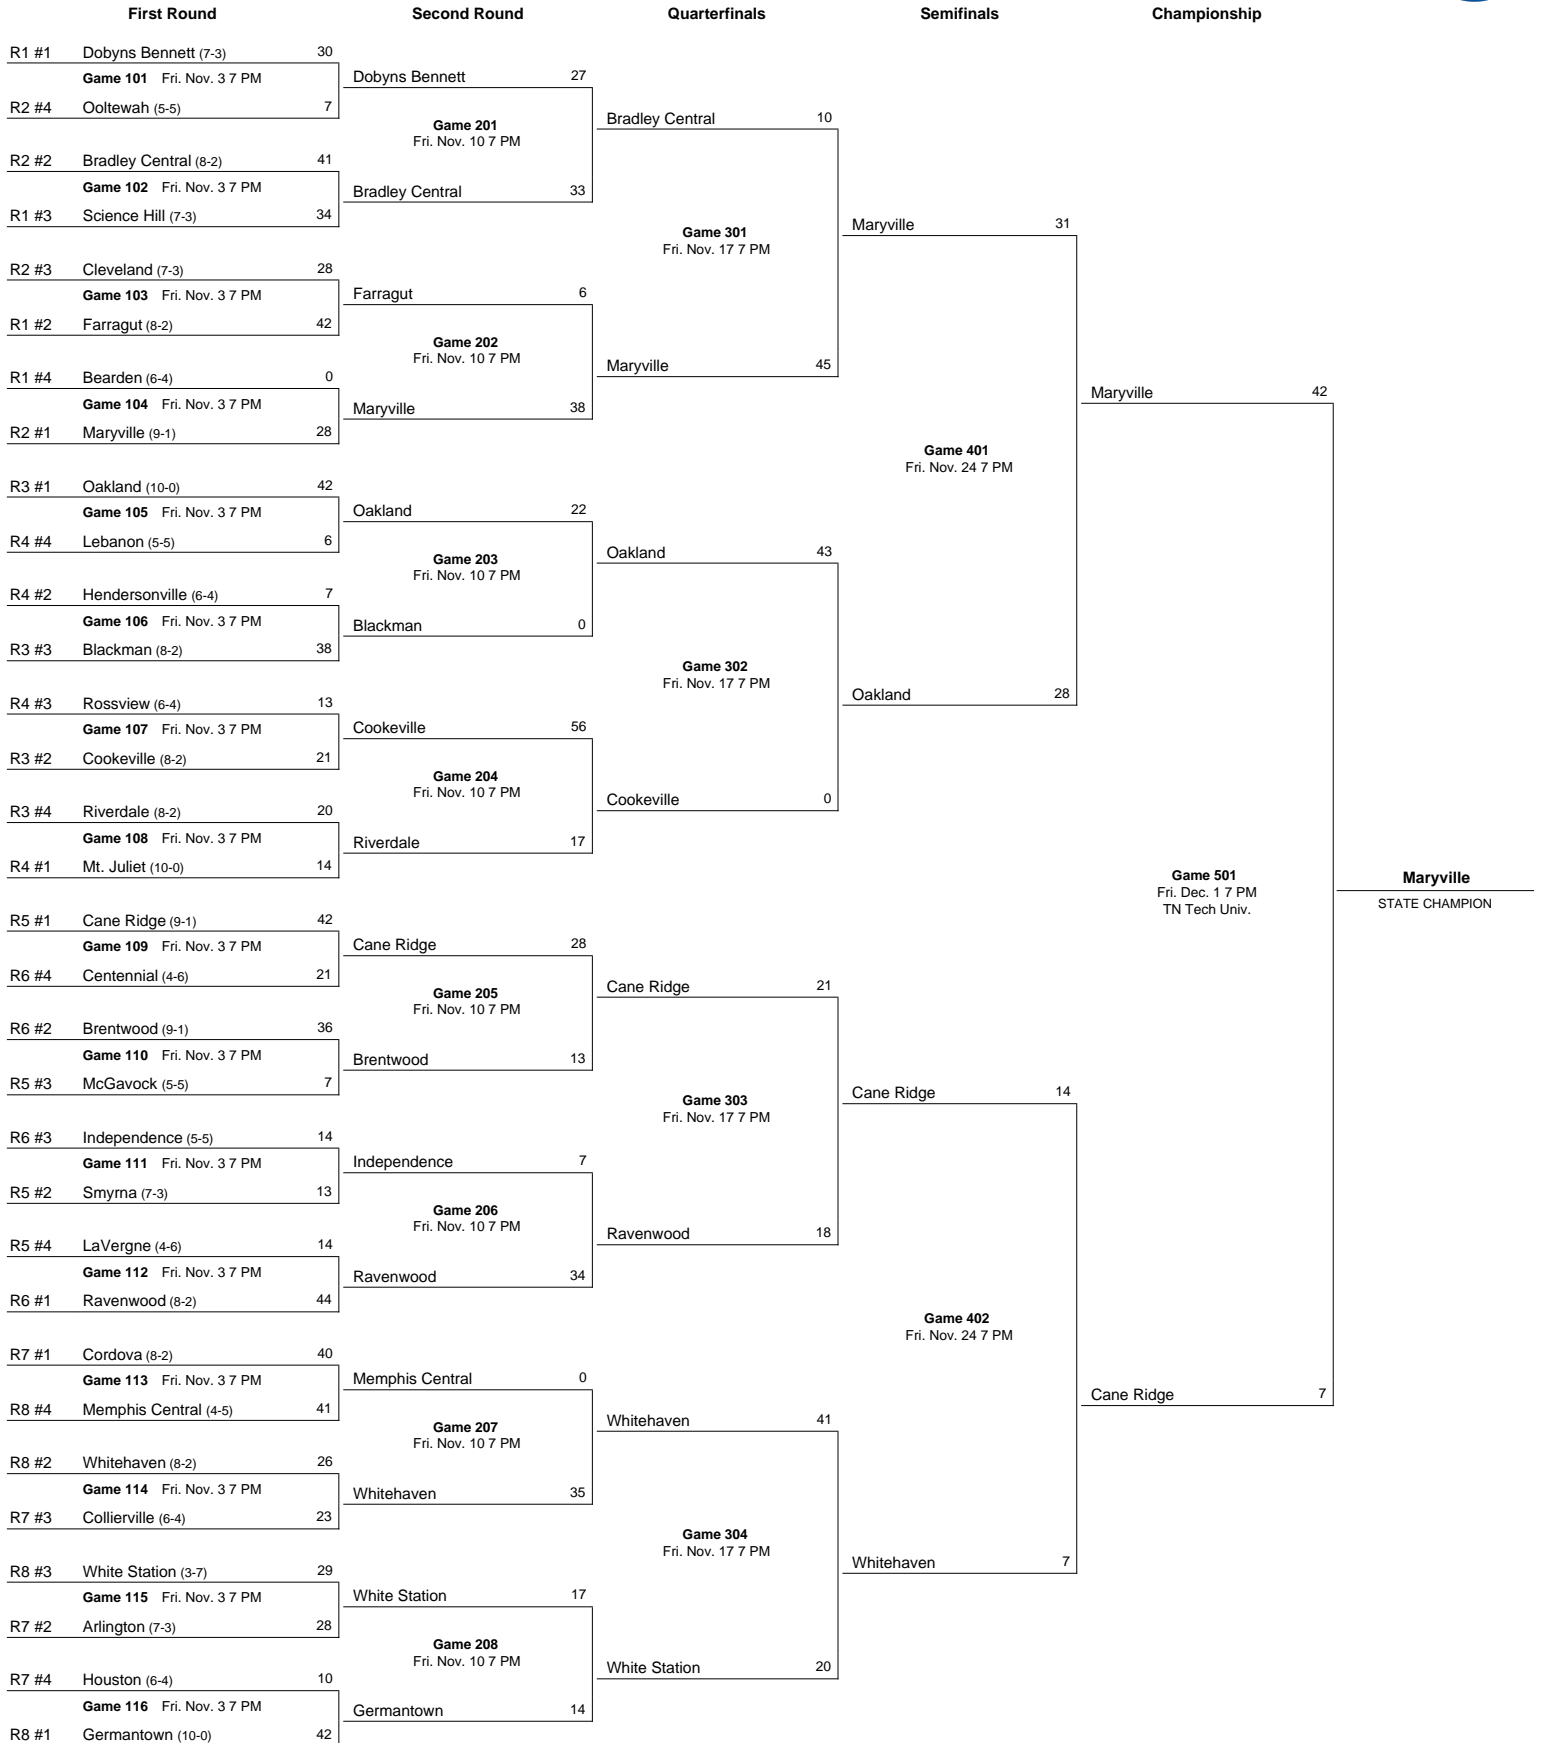 First Round Second Round Quarterfinals Semifinals Championship
R1 #1 Dobyns Bennett (7-3) 30
Game 101 Fri. Nov. 3 7 PM
R2 #4 Ooltewah (5-5) 7
R2 #2 Bradley Central (8-2) 41
Game 102 Fri. Nov. 3 7 PM
R1 #3 Science Hill (7-3) 34
R2 #3 Cleveland (7-3) 28
Game 103 Fri. Nov. 3 7 PM
R1 #2 Farragut (8-2) 42
R1 #4 Bearden (6-4) 0
Game 104 Fri. Nov. 3 7 PM
R2 #1 Maryville (9-1) 28
R3 #1 Oakland (10-0) 42
Game 105 Fri. Nov. 3 7 PM
R4 #4 Lebanon (5-5) 6
R4 #2 Hendersonville (6-4) 7
Game 106 Fri. Nov. 3 7 PM
R3 #3 Blackman (8-2) 38
R4 #3 Rossview (6-4) 13
Game 107 Fri. Nov. 3 7 PM
R3 #2 Cookeville (8-2) 21
R3 #4 Riverdale (8-2) 20
Game 108 Fri. Nov. 3 7 PM
R4 #1 Mt. Juliet (10-0) 14
R5 #1 Cane Ridge (9-1) 42
Game 109 Fri. Nov. 3 7 PM
R6 #4 Centennial (4-6) 21
R6 #2 Brentwood (9-1) 36
Game 110 Fri. Nov. 3 7 PM
R5 #3 McGavock (5-5) 7
R6 #3 Independence (5-5) 14
Game 111 Fri. Nov. 3 7 PM
R5 #2 Smyrna (7-3) 13
R5 #4 LaVergne (4-6) 14
Game 112 Fri. Nov. 3 7 PM
R6 #1 Ravenwood (8-2) 44
R7 #1 Cordova (8-2) 40
Game 113 Fri. Nov. 3 7 PM
R8 #4 Memphis Central (4-5) 41
R8 #2 Whitehaven (8-2) 26
Game 114 Fri. Nov. 3 7 PM
R7 #3 Collierville (6-4) 23
R8 #3 White Station (3-7) 29
Game 115 Fri. Nov. 3 7 PM
R7 #2 Arlington (7-3) 28
R7 #4 Houston (6-4) 10
Game 116 Fri. Nov. 3 7 PM
R8 #1 Germantown (10-0) 42
Dobyns Bennett 27
Game 201
Fri. Nov. 10 7 PM
Bradley Central 33
Farragut 6
Game 202
Fri. Nov. 10 7 PM
Maryville 38
Oakland 22
Game 203
Fri. Nov. 10 7 PM
Blackman 0
Cookeville 56
Game 204
Fri. Nov. 10 7 PM
Riverdale 17
Cane Ridge 28
Game 205
Fri. Nov. 10 7 PM
Brentwood 13
Independence 7
Game 206
Fri. Nov. 10 7 PM
Ravenwood 34
Memphis Central 0
Game 207
Fri. Nov. 10 7 PM
Whitehaven 35
White Station 17
Game 208
Fri. Nov. 10 7 PM
Germantown 14
Bradley Central 10
Game 301
Fri. Nov. 17 7 PM
Maryville 45
Oakland 43
Game 302
Fri. Nov. 17 7 PM
Cookeville 0
Cane Ridge 21
Game 303
Fri. Nov. 17 7 PM
Ravenwood 18
Whitehaven 41
Game 304
Fri. Nov. 17 7 PM
White Station 20
Maryville 31
Game 401
Fri. Nov. 24 7 PM
Oakland 28
Cane Ridge 14
Game 402
Fri. Nov. 24 7 PM
Whitehaven 7
Maryville 42
Game 501
Fri. Dec. 1 7 PM
TN Tech Univ.
Cane Ridge 7
Maryville
STATE CHAMPION